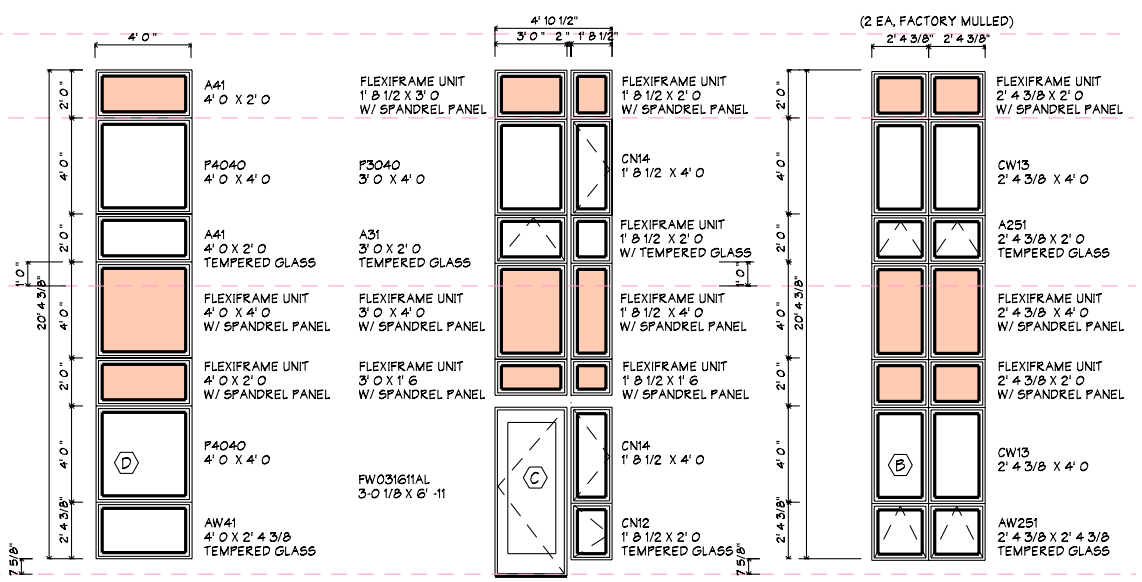 4' 0"
2' 0"
4' 0"
2' 0"
1' 0"
20' 4 3/8"
4' 0"
2' 0"
4' 0"
2' 4 3/8"
7 5/8"
A41
4' 0 X 2' 0
P4040
4' 0 X 4' 0
A41
4' 0 X 2' 0
TEMPERED GLASS
FLEXIFRAME UNIT
4' 0 X 4' 0
W/ SPANDREL PANEL
FLEXIFRAME UNIT
4' 0 X 2' 0
W/ SPANDREL PANEL
P4040
4' 0 X 4' 0
D
AW41
4' 0 X 2' 4 3/8
TEMPERED GLASS
4' 10 1/2"
3' 0" 2" 1' 8 1/2"
FLEXIFRAME UNIT
1' 8 1/2 X 3' 0
W/ SPANDREL PANEL
P3040
3' 0 X 4' 0
A31
3' 0 X 2' 0
TEMPERED GLASS
FLEXIFRAME UNIT
3' 0 X 4' 0
W/ SPANDREL PANEL
FLEXIFRAME UNIT
3' 0 X 1' 6
W/ SPANDREL PANEL
FW031611AL
3-0 1/8 X 6' -11
C
FLEXIFRAME UNIT
1' 8 1/2 X 2' 0
W/ SPANDREL PANEL
CN14
1' 8 1/2 X 4' 0
FLEXIFRAME UNIT
1' 8 1/2 X 2' 0
W/ TEMPERED GLASS
FLEXIFRAME UNIT
1' 8 1/2 X 4' 0
W/ SPANDREL PANEL
FLEXIFRAME UNIT
1' 8 1/2 X 1' 6
W/ SPANDREL PANEL
CN14
1' 8 1/2 X 4' 0
CN12
1' 8 1/2 X 2' 0
TEMPERED GLASS
(2 EA, FACTORY MULLED)
2' 4 3/8" 2' 4 3/8"
2' 0"
4' 0"
2' 0"
1' 0"
20' 4 3/8"
4' 0"
2' 0"
4' 0"
2' 4 3/8"
7 5/8"
FLEXIFRAME UNIT
2' 4 3/8 X 2' 0
W/ SPANDREL PANEL
CW13
2' 4 3/8 X 4' 0
A251
2' 4 3/8 X 2' 0
TEMPERED GLASS
FLEXIFRAME UNIT
2' 4 3/8 X 4' 0
W/ SPANDREL PANEL
FLEXIFRAME UNIT
2' 4 3/8 X 2' 0
W/ SPANDREL PANEL
B
CW13
2' 4 3/8 X 4' 0
AW251
2' 4 3/8 X 2' 4 3/8
TEMPERED GLASS